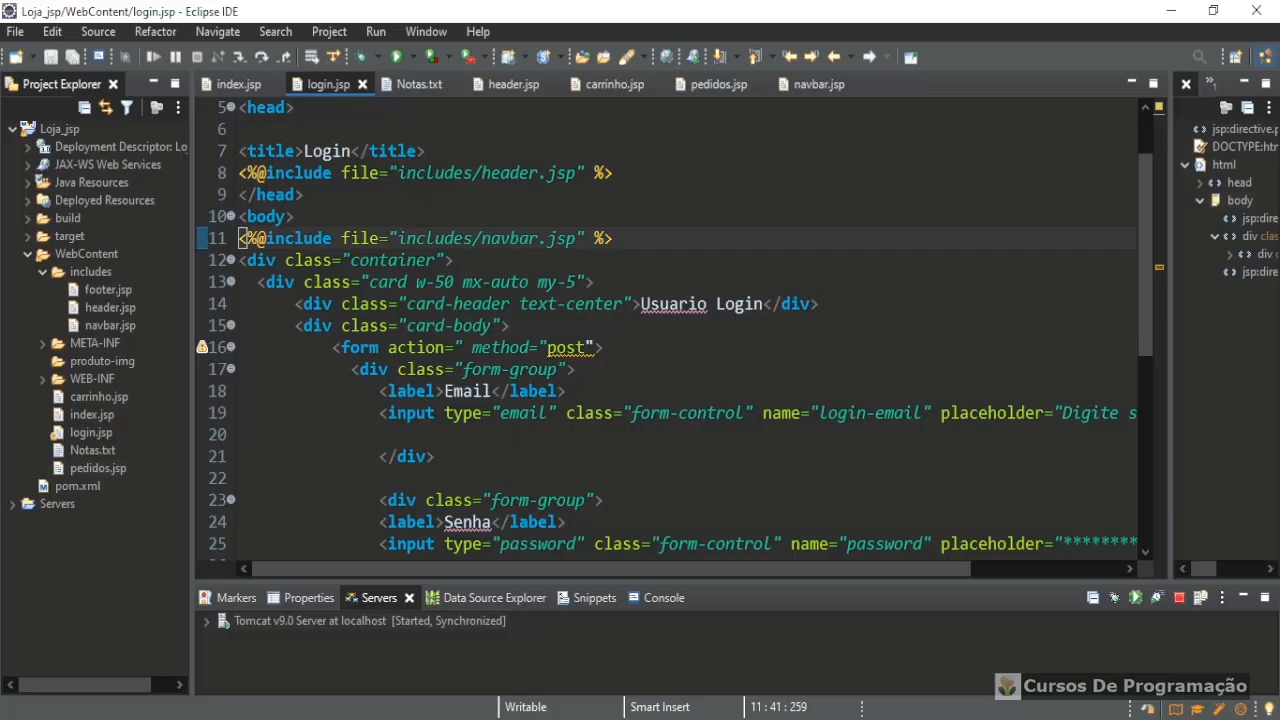 Loja_jsp/WebContent/login.jsp - Eclipse IDE
File Edit Source Refactor Navigate Search Project Run Window Help
Project Explorer
index.jsp login.jsp Notas.txt header.jsp carrinho.jsp pedidos.jsp navbar.jsp
Loja_jsp
Deployment Descriptor: Lo
JAX-WS Web Services
Java Resources
Deployed Resources
build
target
WebContent
includes
footer.jsp
header.jsp
navbar.jsp
META-INF
produto-img
WEB-INF
carrinho.jsp
index.jsp
login.jsp
Notas.txt
pedidos.jsp
pom.xml
Servers
5 <head>
6
7 <title>Login</title>
8 <%@include file="includes/header.jsp" %>
9 </head>
10 <body>
11 <%@include file="includes/navbar.jsp" %>
12 <div class="container">
13 <div class="card w-50 mx-auto my-5">
14 <div class="card-header text-center">Usuario Login</div>
15 <div class="card-body">
16 <form action=" method="post">
17 <div class="form-group">
18 <label>Email</label>
19 <input type="email" class="form-control" name="login-email" placeholder="Digite s
20
21 </div>
22
23 <div class="form-group">
24 <label>Senha</label>
25 <input type="password" class="form-control" name="password" placeholder="********
jsp:directive.
DOCTYPE:htr
html
head
body
jsp:dire
div clas
div
jsp:dire
Markers Properties Servers Data Source Explorer Snippets Console
Tomcat v9.0 Server at localhost [Started, Synchronized]
Cursos De Programação
Writable Smart Insert 11 : 41 : 259